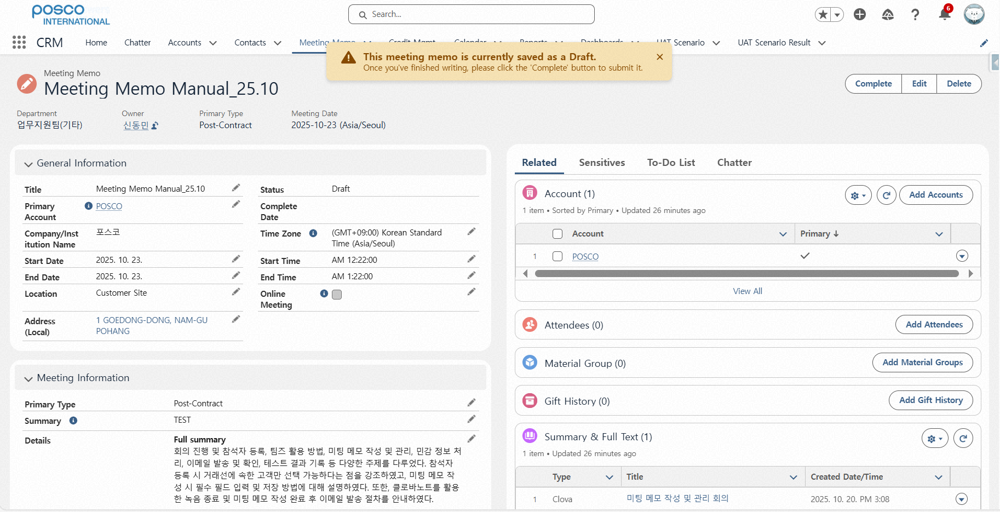 posco
INTERNATIONAL
Search...
6
CRM
Home
Chatter
Accounts
Contacts
Meeting Memo
Credit Mgmt
Calendar
Reports
Dashboards
UAT Scenario
UAT Scenario Result
This meeting memo is currently saved as a Draft.
Once you've finished writing, please click the 'Complete' button to submit it.
Meeting Memo
Meeting Memo Manual_25.10
Complete
Edit
Delete
Department
Owner
Primary Type
Meeting Date
업무지원팀(기타)
신동민
Post-Contract
2025-10-23 (Asia/Seoul)
General Information
Title
Meeting Memo Manual_25.10
Status
Draft
Primary
Account
POSCO
Complete
Date
Company/Inst
itution Name
포스코
Time Zone
(GMT+09:00) Korean Standard
Time (Asia/Seoul)
Start Date
2025. 10. 23.
Start Time
AM 12:22:00
End Date
2025. 10. 23.
End Time
AM 1:22:00
Location
Customer Site
Online
Meeting
Address
(Local)
1 GOEDONG-DONG, NAM-GU
POHANG
Meeting Information
Primary Type
Post-Contract
Summary
TEST
Details
Full summary
회의 진행 및 참석자 등록, 팀즈 활용 방법, 미팅 메모 작성 및 관리, 민감 정보 처
리, 이메일 발송 및 확인, 테스트 결과 기록 등 다양한 주제를 다루었다. 참석자
등록 시 거래선에 속한 고객만 선택 가능하다는 점을 강조하였고, 미팅 메모 작
성 시 필수 필드 입력 및 저장 방법에 대해 설명하였다. 또한, 클로바노트를 활용
한 녹음 종료 및 미팅 메모 작성 완료 후 이메일 발송 절차를 안내하였다.
Related
Sensitives
To-Do List
Chatter
Account (1)
Add Accounts
1 item • Sorted by Primary • Updated 26 minutes ago
Account
Primary
1
POSCO
View All
Attendees (0)
Add Attendees
Material Group (0)
Add Material Groups
Gift History (0)
Add Gift History
Summary & Full Text (1)
1 item • Updated 26 minutes ago
Type
Title
Created Date/Time
1
Clova
미팅 메모 작성 및 관리 회의
2025. 10. 20. PM 3:08